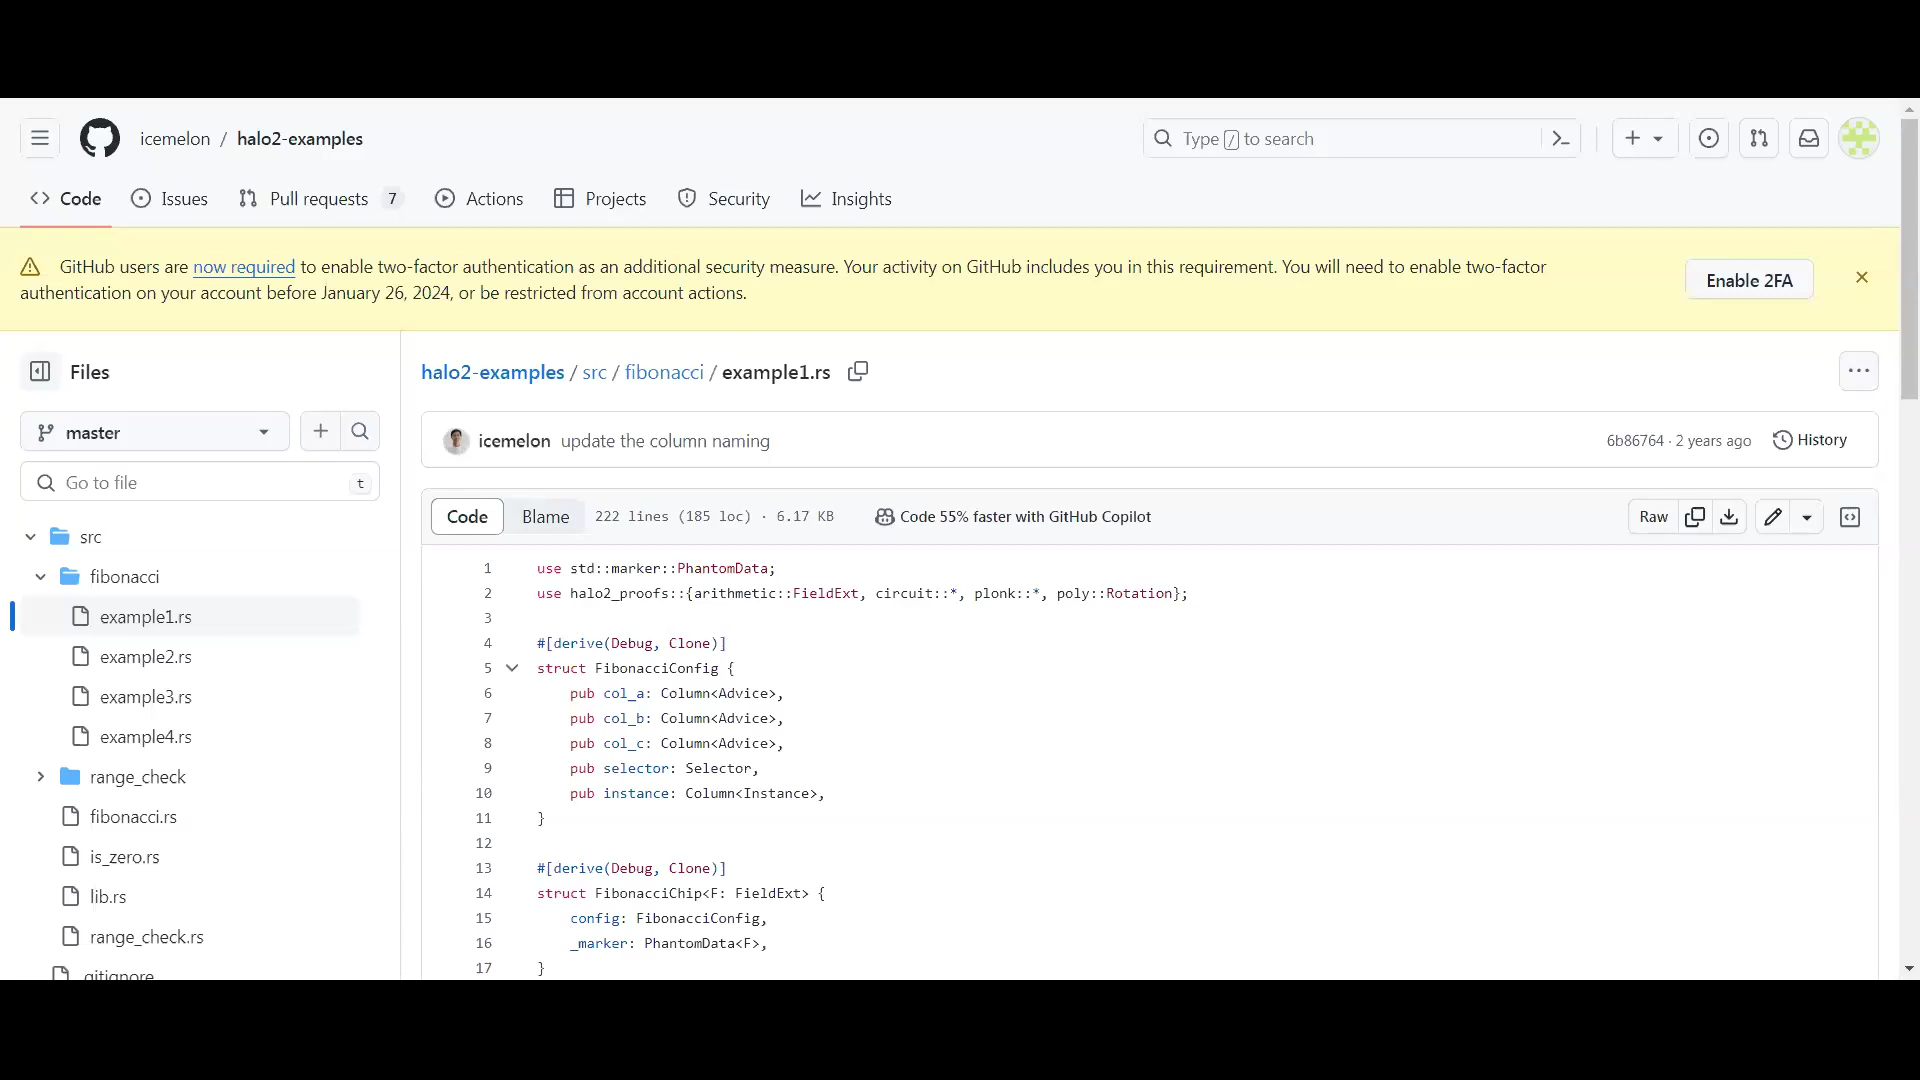 icemelon / halo2-examples
Type / to search
Code Issues Pull requests 7 Actions Projects Security Insights
GitHub users are now required to enable two-factor authentication as an additional security measure. Your activity on GitHub includes you in this requirement. You will need to enable two-factor
authentication on your account before January 26, 2024, or be restricted from account actions.
Enable 2FA
Files
master
Go to file t
src
fibonacci
example1.rs
example2.rs
example3.rs
example4.rs
range_check
fibonacci.rs
is_zero.rs
lib.rs
range_check.rs
.gitignore
halo2-examples / src / fibonacci / example1.rs
icemelon update the column naming 6b86764 · 2 years ago History
Code Blame 222 lines (185 loc) · 6.17 KB Code 55% faster with GitHub Copilot Raw
1 use std::marker::PhantomData;
2 use halo2_proofs::{arithmetic::FieldExt, circuit::*, plonk::*, poly::Rotation};
3
4 #[derive(Debug, Clone)]
5 struct FibonacciConfig {
6 pub col_a: Column<Advice>,
7 pub col_b: Column<Advice>,
8 pub col_c: Column<Advice>,
9 pub selector: Selector,
10 pub instance: Column<Instance>,
11 }
12
13 #[derive(Debug, Clone)]
14 struct FibonacciChip<F: FieldExt> {
15 config: FibonacciConfig,
16 _marker: PhantomData<F>,
17 }